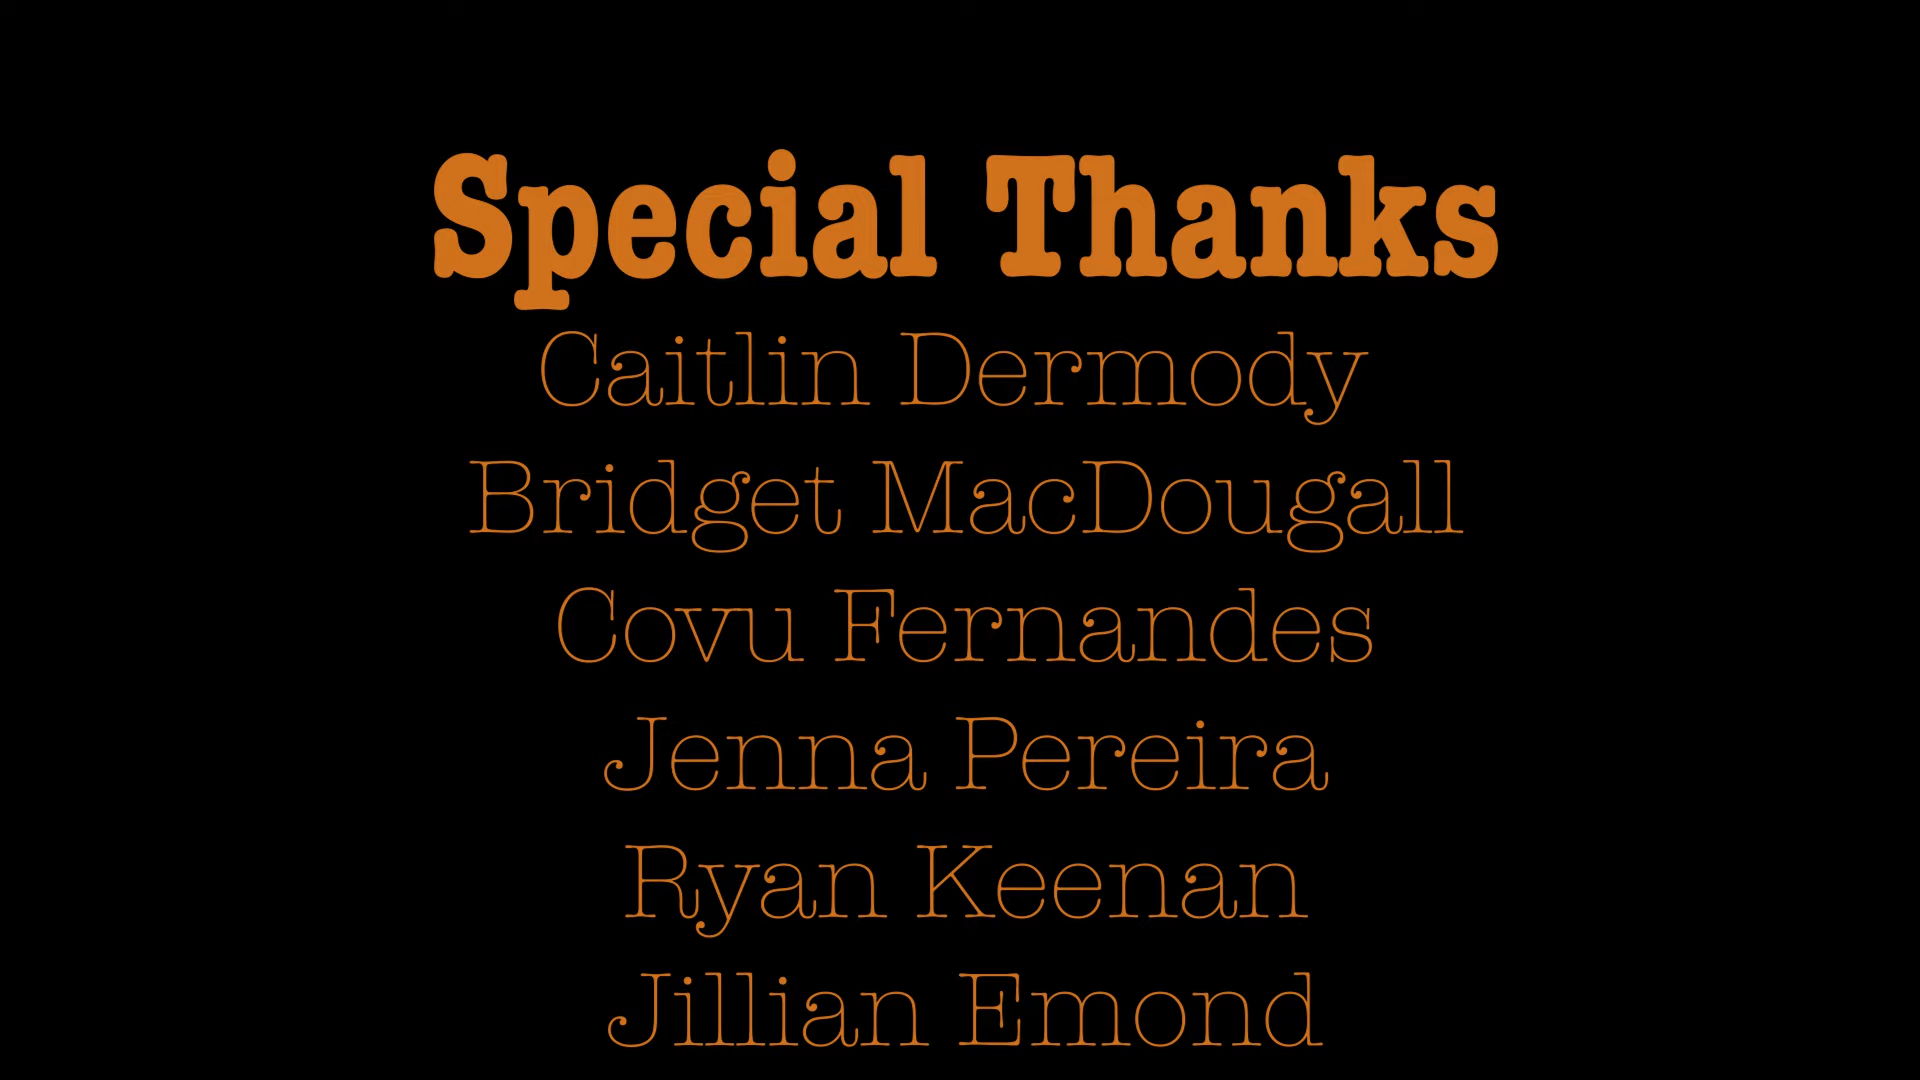 Special Thanks
Caitlin Dermody
Bridget MacDougall
Covu Fernandes
Jenna Pereira
Ryan Keenan
Jillian Emond